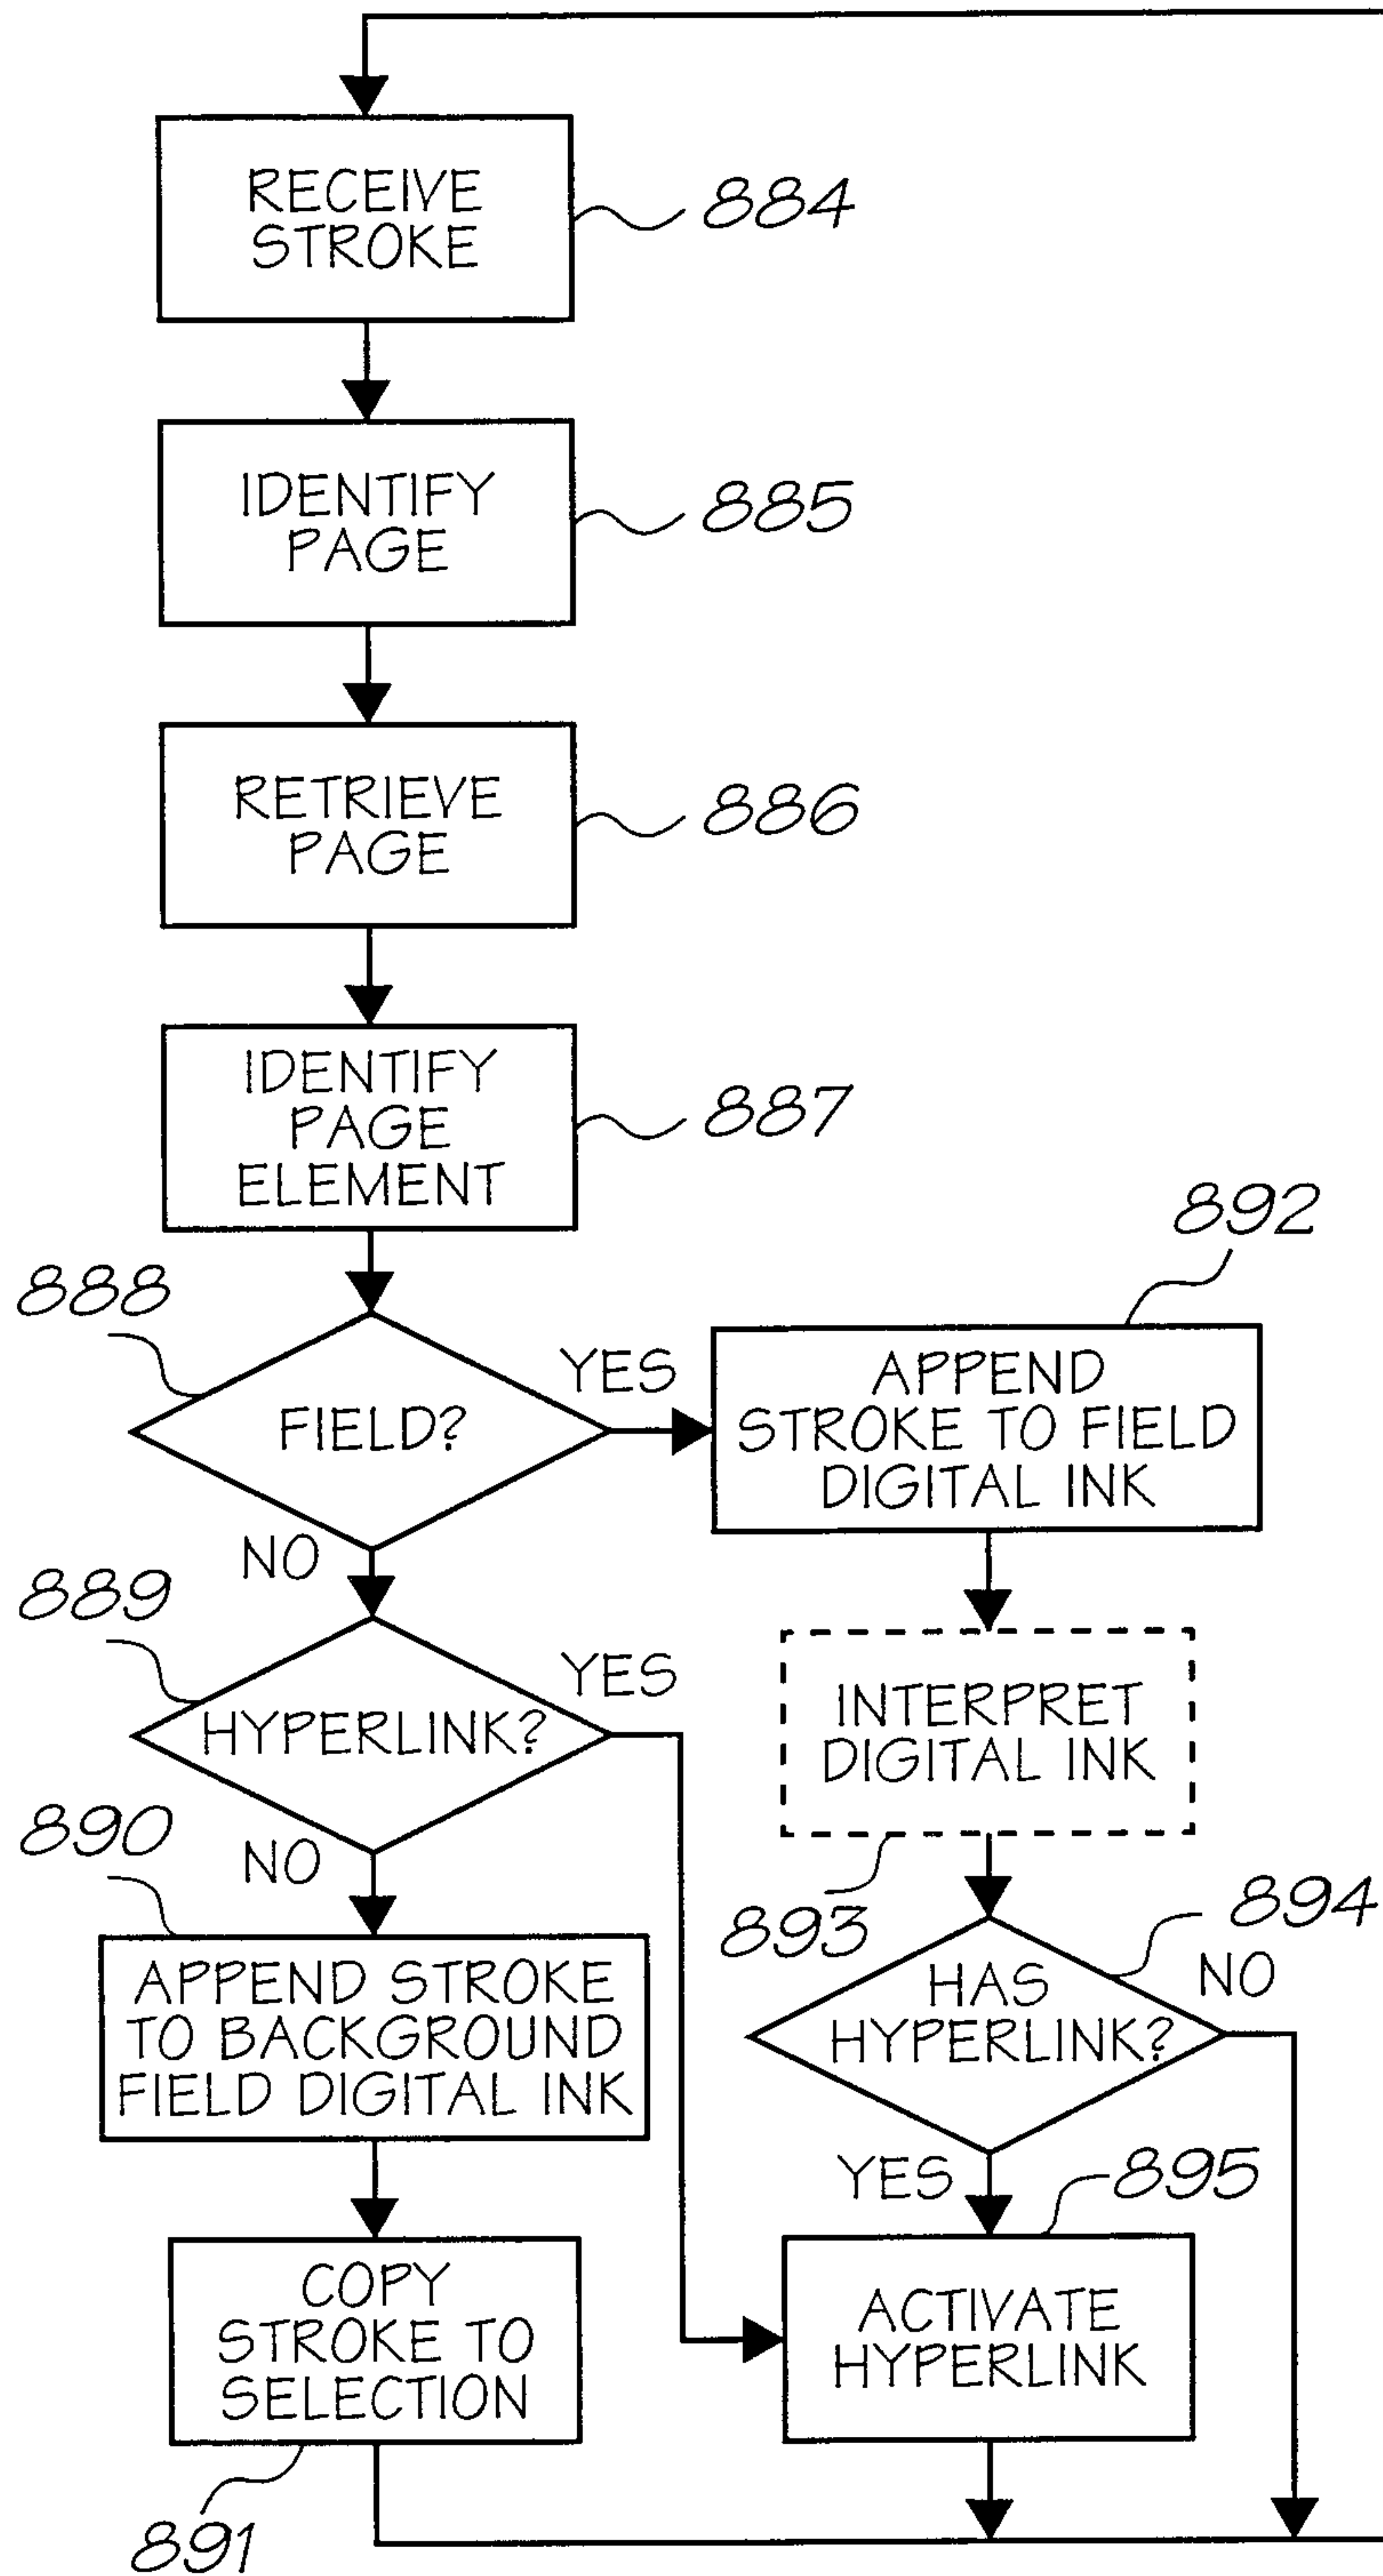 RECEIVE
STROKE
884
IDENTIFY
PAGE
885
RETRIEVE
PAGE
886
IDENTIFY
PAGE
ELEMENT
887
888
FIELD?
YES
NO
892
APPEND
STROKE TO FIELD
DIGITAL INK
889
HYPERLINK?
YES
NO
INTERPRET
DIGITAL INK
893
890
APPEND STROKE
TO BACKGROUND
FIELD DIGITAL INK
894
HAS
HYPERLINK?
NO
YES
895
COPY
STROKE TO
SELECTION
891
ACTIVATE
HYPERLINK